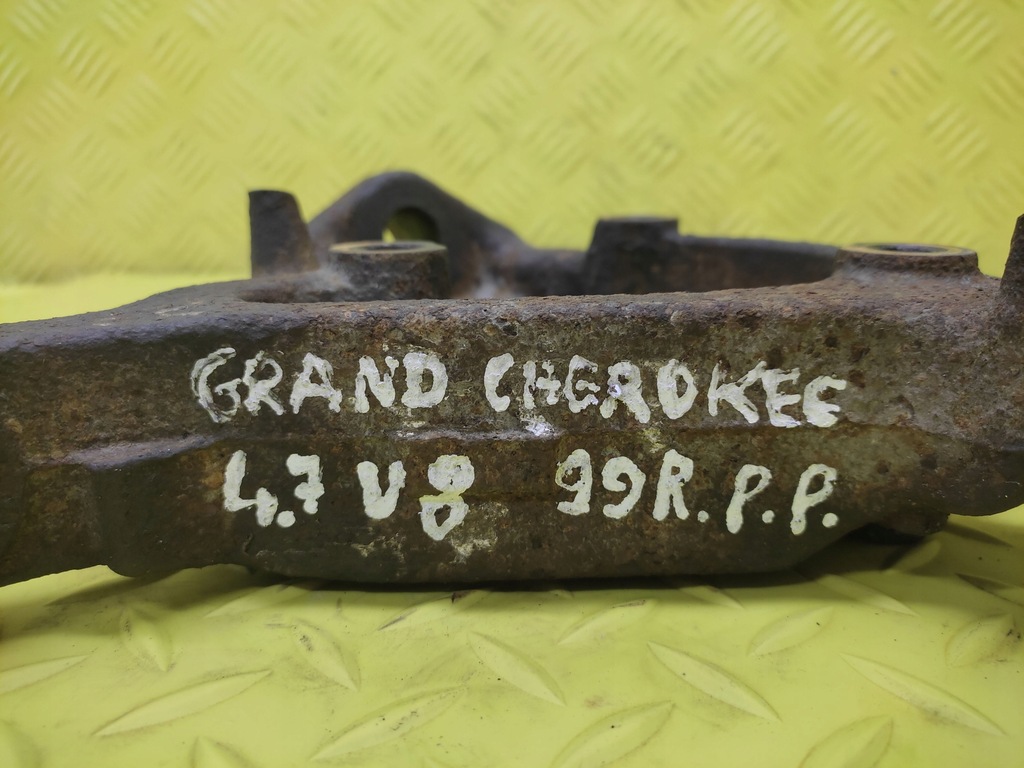 GRAND CHEROKEE
4.7 V8 99R. P.P.